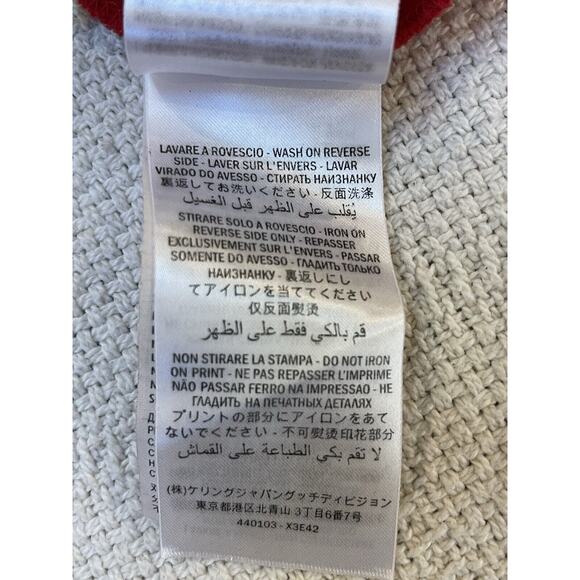 LAVARE A ROVESCIO - WASH ON REVERSE
SIDE - LAVER SUR L'ENVERS - LAVAR
VIRADO DO AVESSO - СТИРАТЬ НАИЗНАНКУ
裏返してお洗いください - 反面洗涤
يُقلب على الظهر قبل الغسيل
STIRARE SOLO A ROVESCIO - IRON ON
REVERSE SIDE ONLY - REPASSER
EXCLUSIVEMENT SUR L'ENVERS - PASSAR
SOMENTE DO AVESSO - ГЛАДИТЬ ТОЛЬКО
НАИЗНАНКУ - 裏返しにし
てアイロンを当ててください
仅反面熨烫
قم بالكي فقط على الظهر
NON STIRARE LA STAMPA - DO NOT IRON
ON PRINT - NE PAS REPASSER L'IMPRIME
NÃO PASSAR FERRO NA IMPRESSAO - НЕ
ГЛАДИТЬ НА ПЕЧАТНЫХ ДЕТАЛЯХ
プリントの部分にアイロンをあて
ないでください - 不可熨烫印花部分
لا تقم بكي الطباعة على القماش
(株)ケリングジャパングッチディビジョン
東京都港区北青山 3丁目6番7号
440103 - X3E42